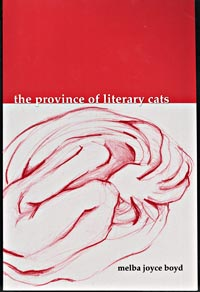 the province of literary cats
melba joyce boyd